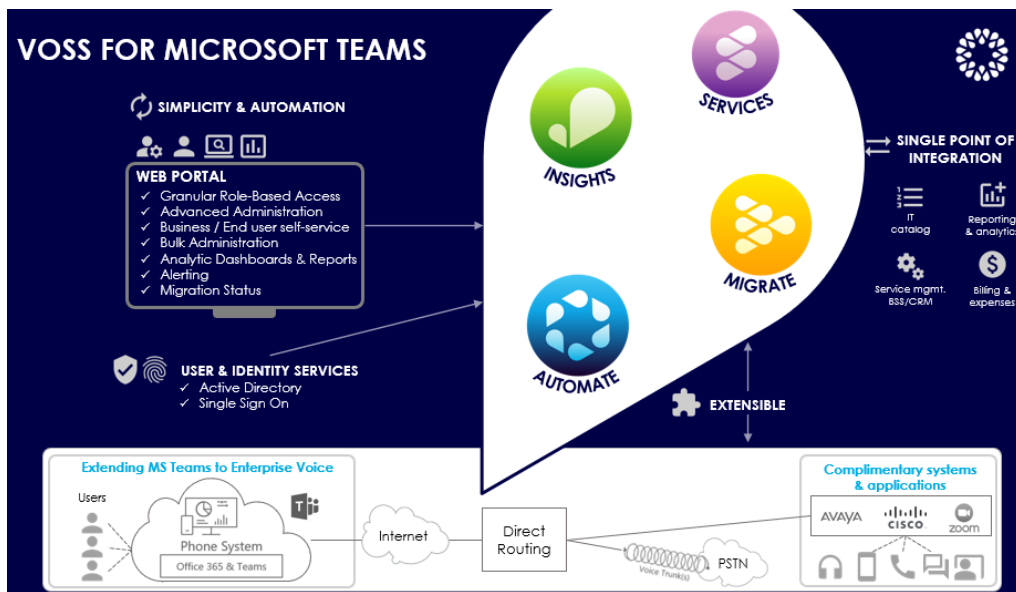 VOSS FOR MICROSOFT TEAMS
SIMPLICITY & AUTOMATION
WEB PORTAL
✓ Granular Role-Based Access
✓ Advanced Administration
✓ Business / End user self-service
✓ Bulk Administration
✓ Analytic Dashboards & Reports
✓ Alerting
✓ Migration Status
USER & IDENTITY SERVICES
✓ Active Directory
✓ Single Sign On
SERVICES
INSIGHTS
MIGRATE
AUTOMATE
SINGLE POINT OF
INTEGRATION
1
2
3
IT
catalog
Reporting
& analytics
Service mgmt.
BSS/CRM
$
Billing &
expenses
EXTENSIBLE
Extending MS Teams to Enterprise Voice
Users
T
Phone System
Office 365 & Teams
Internet
Direct
Routing
Voice Trunk(s)
PSTN
Complimentary systems
& applications
AVAYA
CISCO
zoom